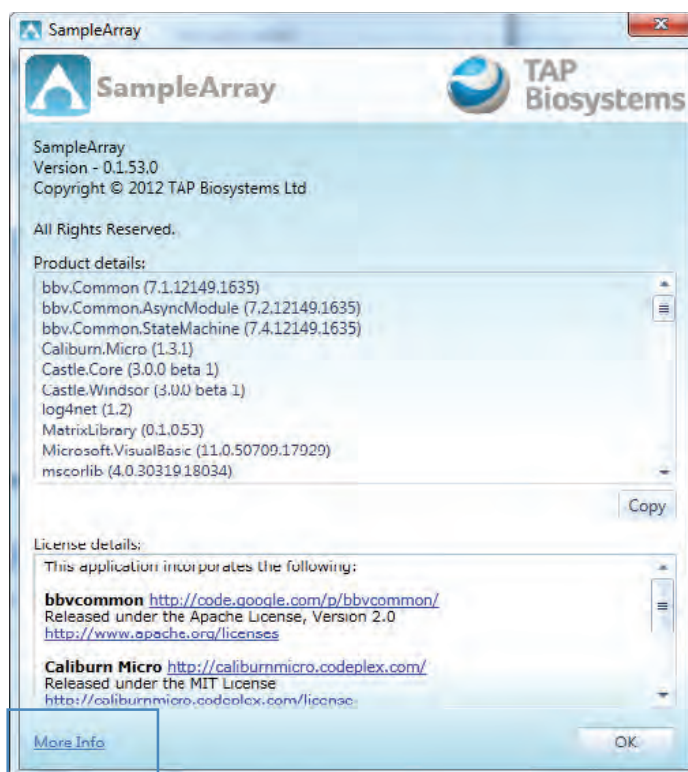 SampleArray
SampleArray
TAP
Biosystems
SampleArray
Version - 0.1.53.0
Copyright © 2012 TAP Biosystems Ltd
All Rights Reserved.
Product details:
bbv.Common (7.1.12149.1635)
bbv.Common.AsyncModule (7.2.12149.1635)
bbv.Common.StateMachine (7.4.12149.1635)
Caliburn.Micro (1.3.1)
Castle.Core (3.0.0 beta 1)
Castle.Windsor (3.0.0 beta 1)
log4net (1.2)
MatrixLibrary (0.1.0.53)
Microsoft.VisualBasic (11.0.50709.17929)
mscorlib (4.0.30319.18034)
Copy
License details:
This application incorporates the following:
bbvcommon http://code.google.com/p/bbvcommon/
Released under the Apache License, Version 2.0
http://www.apache.org/licenses
Caliburn Micro http://caliburnmicro.codeplex.com/
Released under the MIT License
http://caliburnmicro.codeplex.com/license
More Info
OK